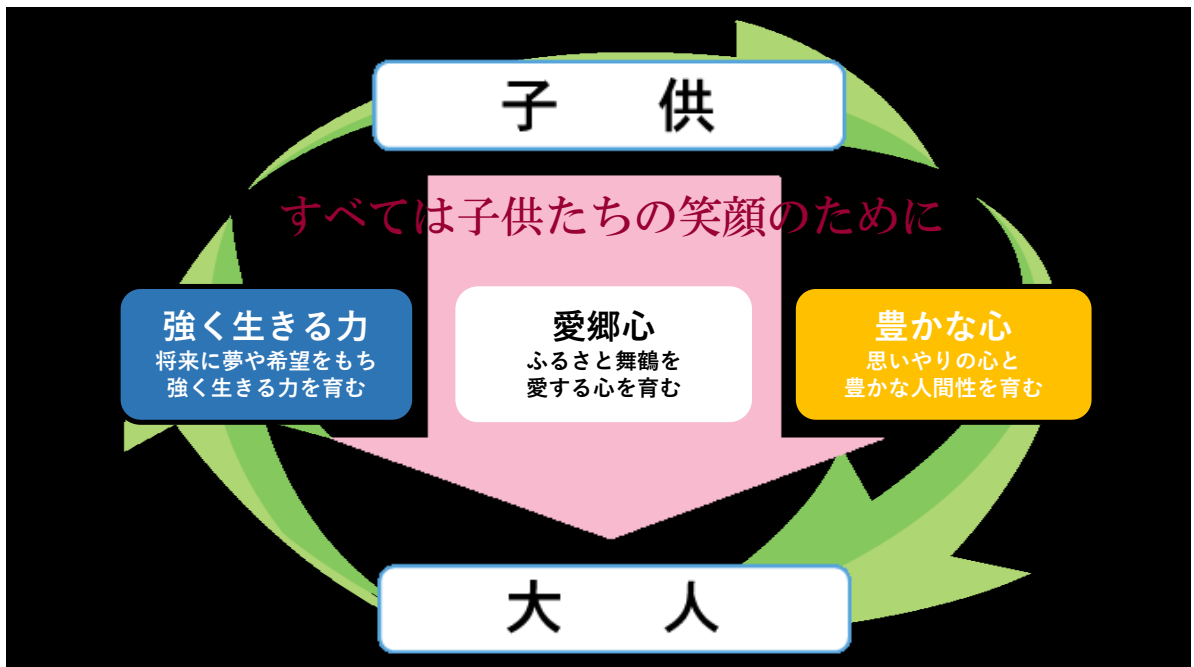 子　供
すべては子供たちの笑顔のために
強く生きる力
将来に夢や希望をもち
強く生きる力を育む
愛郷心
ふるさと舞鶴を
愛する心を育む
豊かな心
思いやりの心と
豊かな人間性を育む
大　人